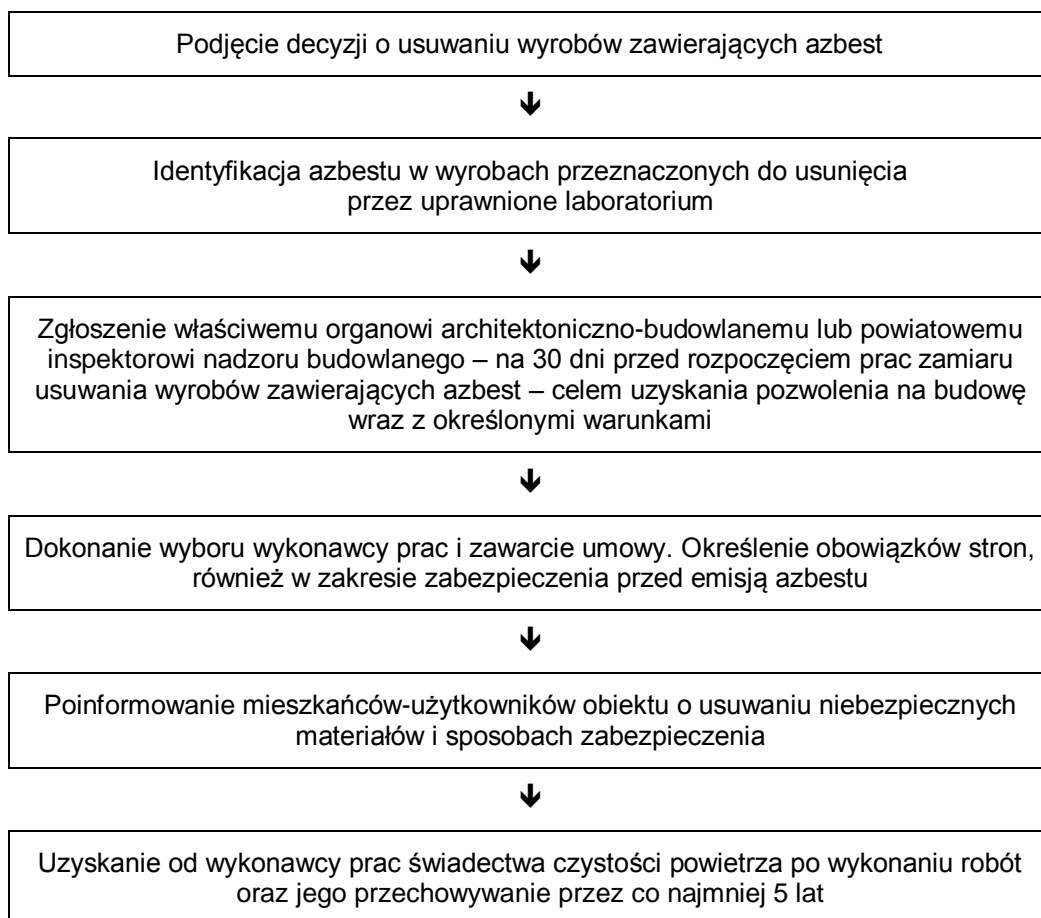 Podjęcie decyzji o usuwaniu wyrobów zawierających azbest
Identyfikacja azbestu w wyrobach przeznaczonych do usunięcia
przez uprawnione laboratorium
Zgłoszenie właściwemu organowi architektoniczno-budowlanemu lub powiatowemu
inspektorowi nadzoru budowlanego – na 30 dni przed rozpoczęciem prac zamiaru
usuwania wyrobów zawierających azbest – celem uzyskania pozwolenia na budowę
wraz z określonymi warunkami
Dokonanie wyboru wykonawcy prac i zawarcie umowy. Określenie obowiązków stron,
również w zakresie zabezpieczenia przed emisją azbestu
Poinformowanie mieszkańców-użytkowników obiektu o usuwaniu niebezpiecznych
materiałów i sposobach zabezpieczenia
Uzyskanie od wykonawcy prac świadectwa czystości powietrza po wykonaniu robót
oraz jego przechowywanie przez co najmniej 5 lat